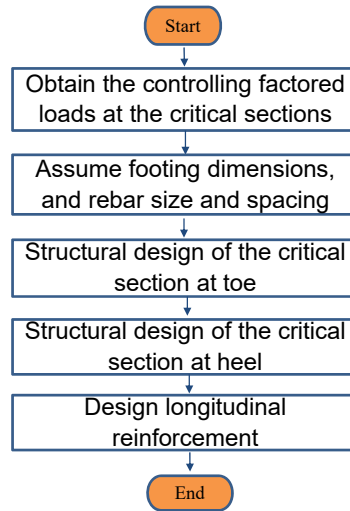 Start
Obtain the controlling factored
loads at the critical sections
Assume footing dimensions,
and rebar size and spacing
Structural design of the critical
section at toe
Structural design of the critical
section at heel
Design longitudinal
reinforcement
End